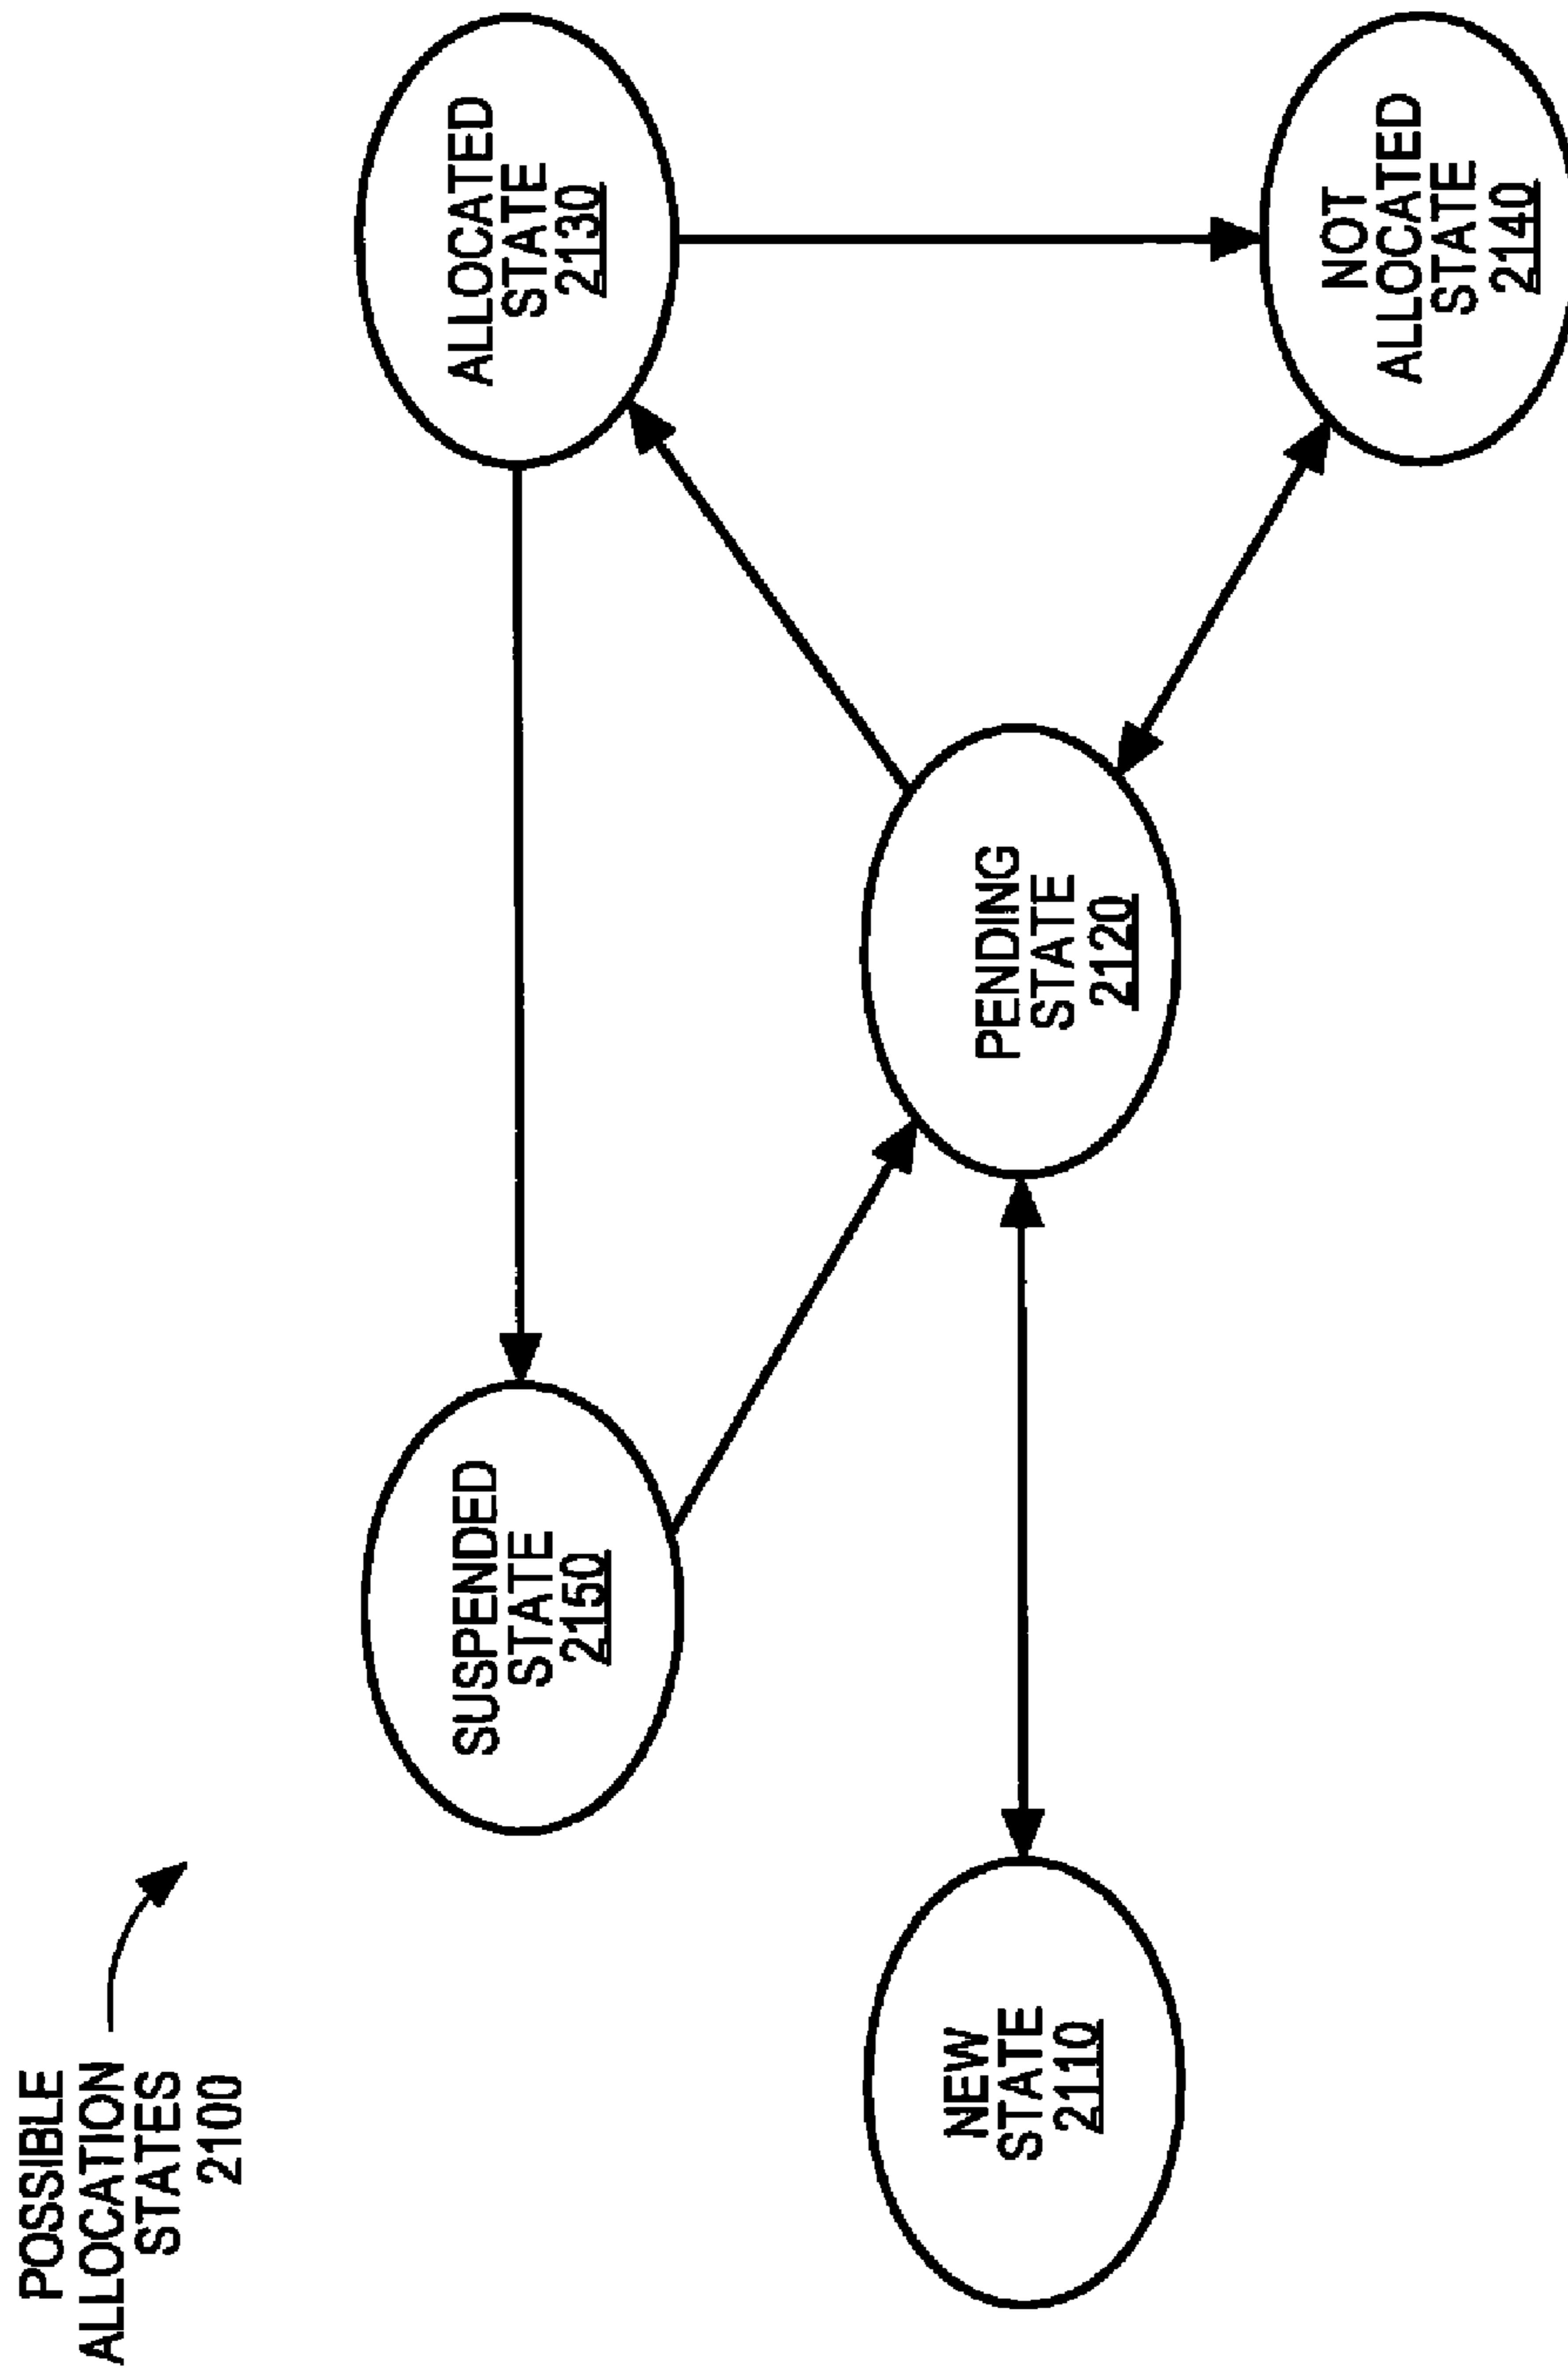 POSSIBLE
ALLOCATION
STATES
2100
SUSPENDED
STATE
2150
ALLOCATED
STATE
2130
NEW
STATE
2110
PENDING
STATE
2120
NOT
ALLOCATED
STATE
2140